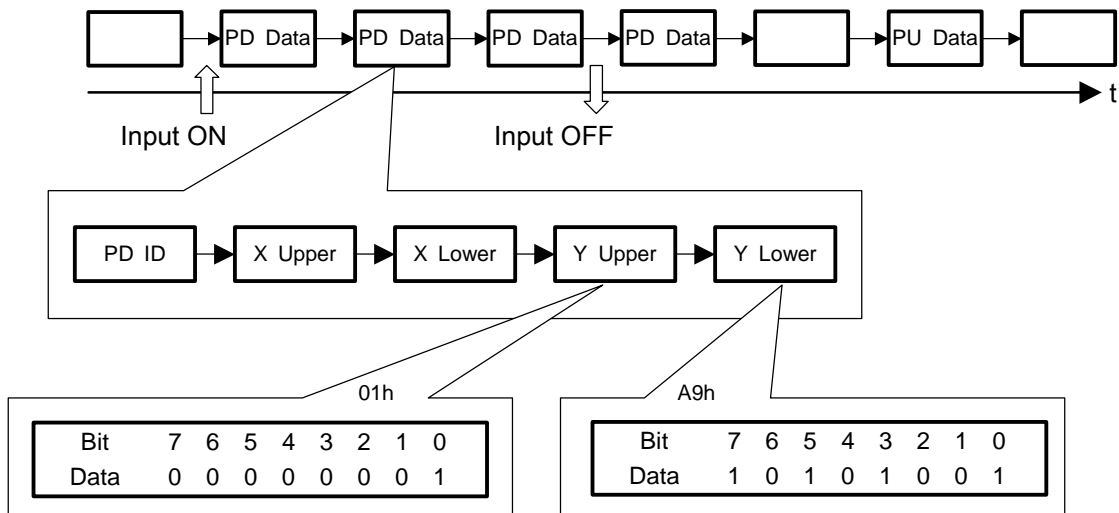 PD Data PD Data PD Data PD Data PU Data
t
Input ON Input OFF
PD ID X Upper X Lower Y Upper Y Lower
01h A9h
Bit 7 6 5 4 3 2 1 0
Data 0 0 0 0 0 0 0 1
Bit 7 6 5 4 3 2 1 0
Data 1 0 1 0 1 0 0 1